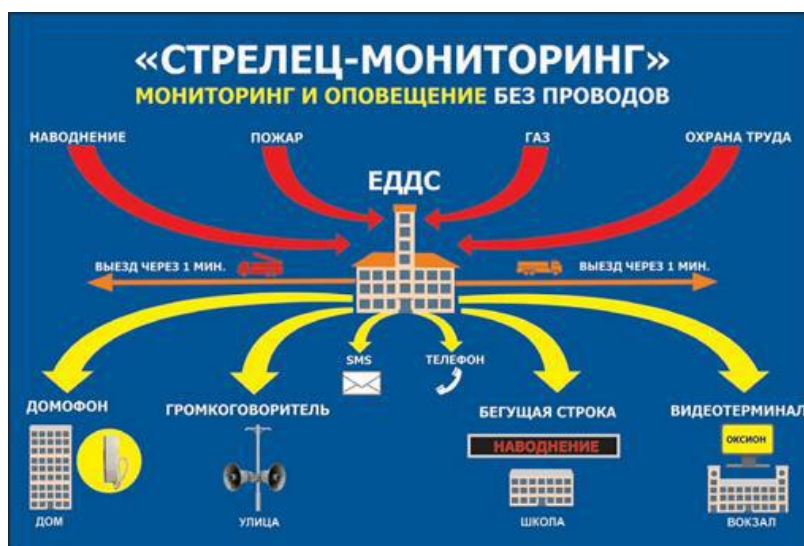 «СТРЕЛЕЦ-МОНИТОРИНГ»
МОНИТОРИНГ И ОПОВЕЩЕНИЕ БЕЗ ПРОВОДОВ
НАВОДНЕНИЕ
ПОЖАР
ГАЗ
ОХРАНА ТРУДА
ЕДДС
ВЫЕЗД ЧЕРЕЗ 1 МИН.
ВЫЕЗД ЧЕРЕЗ 1 МИН.
SMS
ТЕЛЕФОН
ДОМОФОН
ГРОМКОГОВОРИТЕЛЬ
БЕГУЩАЯ СТРОКА
ВИДЕОТЕРМИНАЛ
НАВОДНЕНИЕ
ОКСИОН
ДОМ
УЛИЦА
ШКОЛА
ВОКЗАЛ